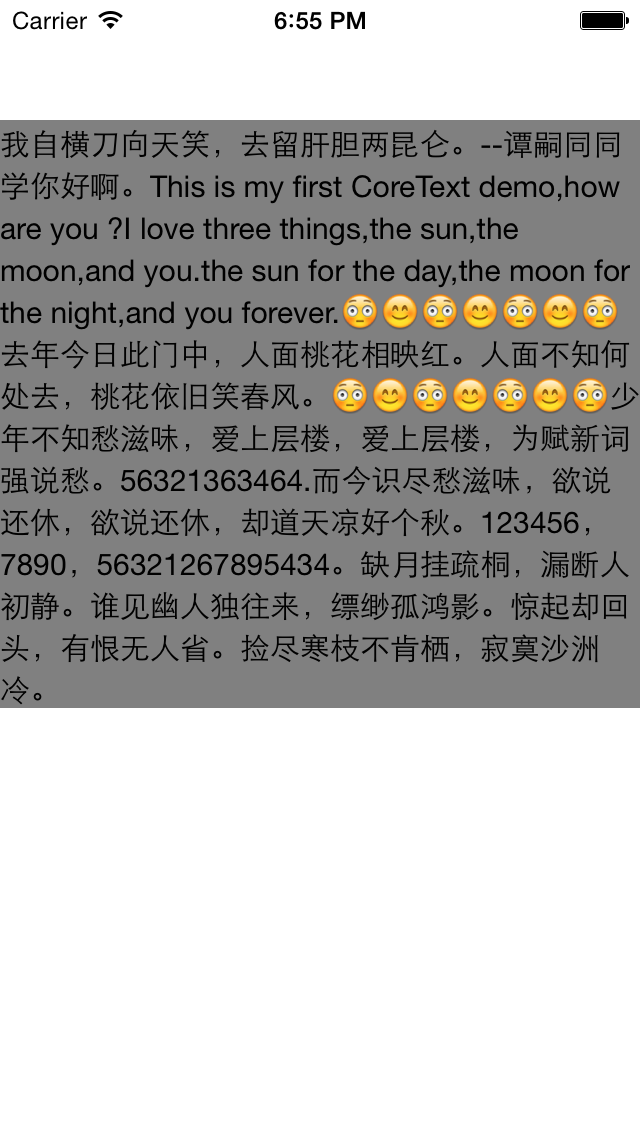 Carrier 6:55 PM
我自横刀向天笑，去留肝胆两昆仑。--谭嗣同同
学你好啊。This is my first CoreText demo,how
are you ?I love three things,the sun,the
moon,and you.the sun for the day,the moon for
the night,and you forever.😳😊😳😊😳😊😳
去年今日此门中，人面桃花相映红。人面不知何
处去，桃花依旧笑春风。😳😊😳😊😳😊😳少
年不知愁滋味，爱上层楼，爱上层楼，为赋新词
强说愁。56321363464.而今识尽愁滋味，欲说
还休，欲说还休，却道天凉好个秋。123456，
7890，56321267895434。缺月挂疏桐，漏断人
初静。谁见幽人独往来，缥缈孤鸿影。惊起却回
头，有恨无人省。捡尽寒枝不肯栖，寂寞沙洲
冷。